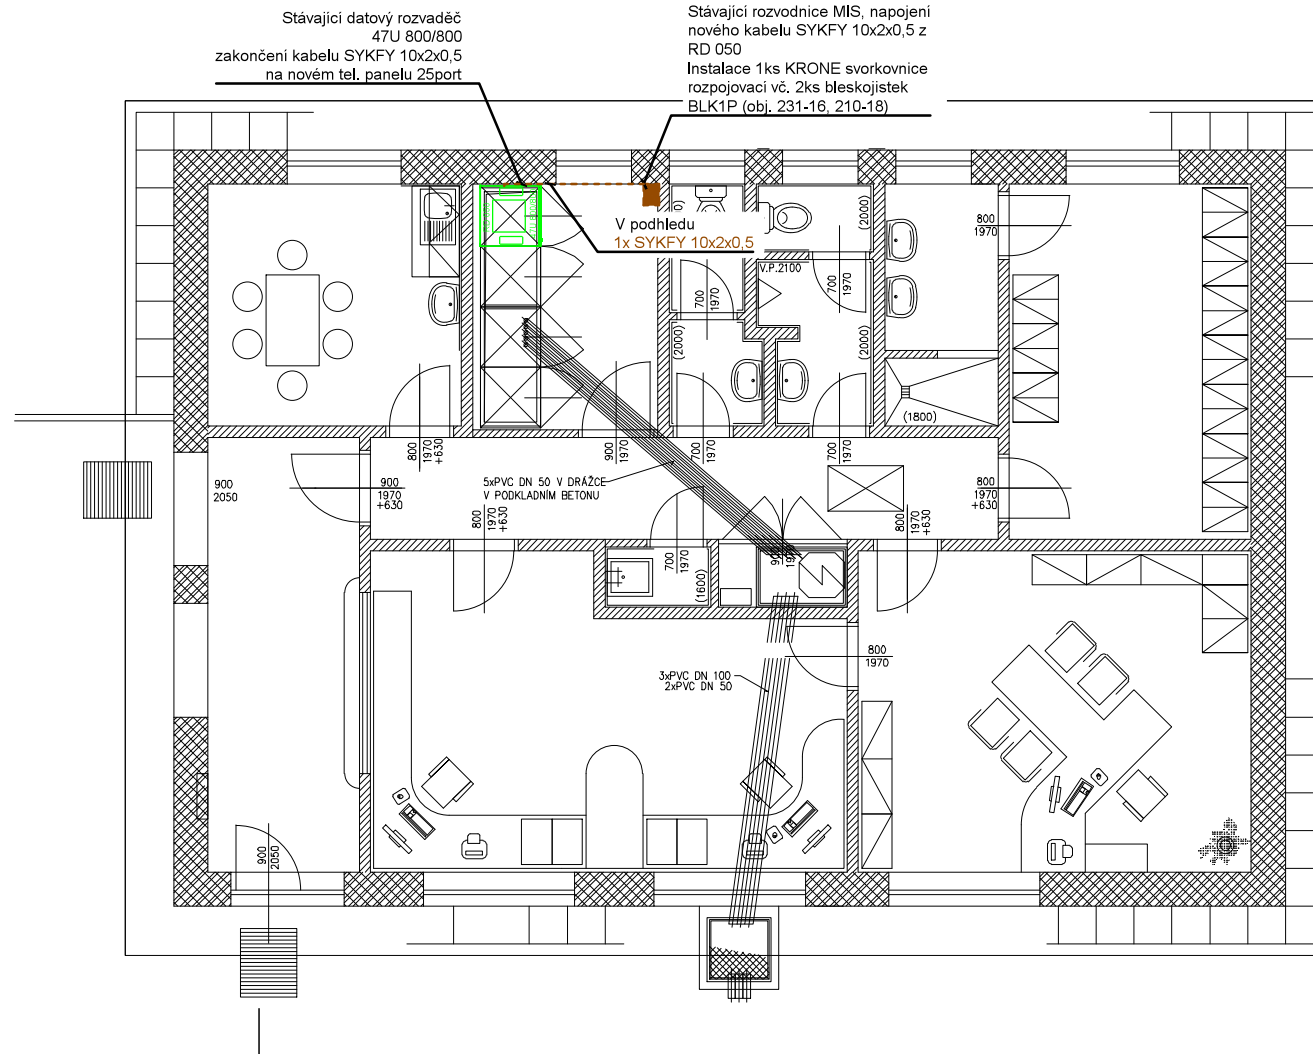 Stávající datový rozvaděč
47U 800/800
zakončení kabelu SYKFY 10x2x0,5
na novém tel. panelu 25port
Stávající rozvodnice MIS, napojení
nového kabelu SYKFY 10x2x0,5 z
RD 050
Instalace 1ks KRONE svorkovnice
rozpojovací vč. 2ks bleskojistek
BLK1P (obj. 231-16, 210-18)
V podhledu
1x SYKFY 10x2x0,5
(2000)
800
1970
V.P.2100
700
1970
700
1970
(2000)
(2000)
(1800)
800
1970
+630
900
1970
700
1970
700
1970
5xPVC DN 50 V DRÁŽCE
V PODKLADNÍM BETONU
900
2050
900
1970
+630
800
1970
+630
800
1970
+630
800
1970
+630
700
1970
(1600)
900
800
1970
3xPVC DN 100
2xPVC DN 50
900
2050